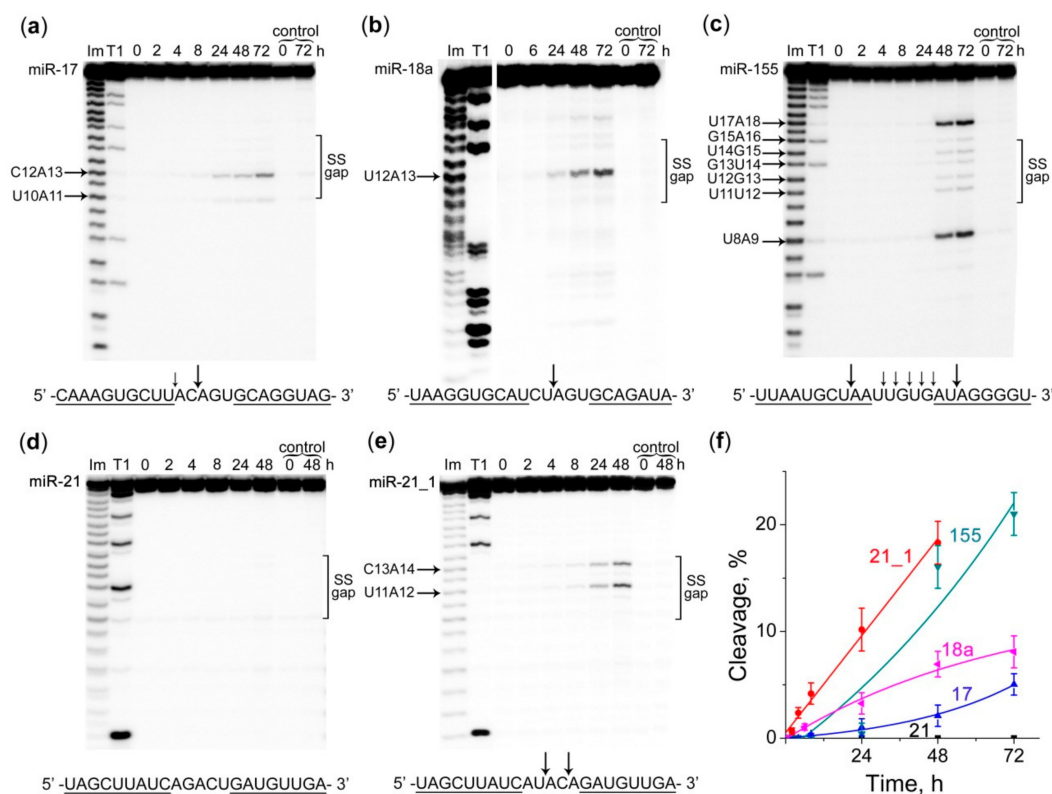 (a)
control
Im T1 0 2 4 8 24 48 72 0 72 h
miR-17
C12A13
U10A11
SS gap
5' -CAAAGUGCUUACAGUGCAGGUAG- 3'
(b)
control
Im T1 0 6 24 48 72 0 72 h
miR-18a
U12A13
SS gap
5' -UAAGGUGCAUCUAGUGCAGAUA- 3'
(c)
control
Im T1 0 2 4 8 24 48 72 0 72 h
miR-155
U17A18
G15A16
U14G15
G13U14
U12G13
U11U12
U8A9
SS gap
5' -UUAAUGCUAAUUGUGAUAGGGGU- 3'
(d)
control
Im T1 0 2 4 8 24 48 0 48 h
miR-21
SS gap
5' -UAGCUUAUCAGACUGAUGUUGA- 3'
(e)
control
Im T1 0 2 4 8 24 48 0 48 h
miR-21_1
C13A14
U11A12
SS gap
5' -UAGCUUAUCAUACAGAUGUUGA- 3'
(f)
Cleavage, %
20
10
0
21_1
155
18a
17
21
24 48 72
Time, h